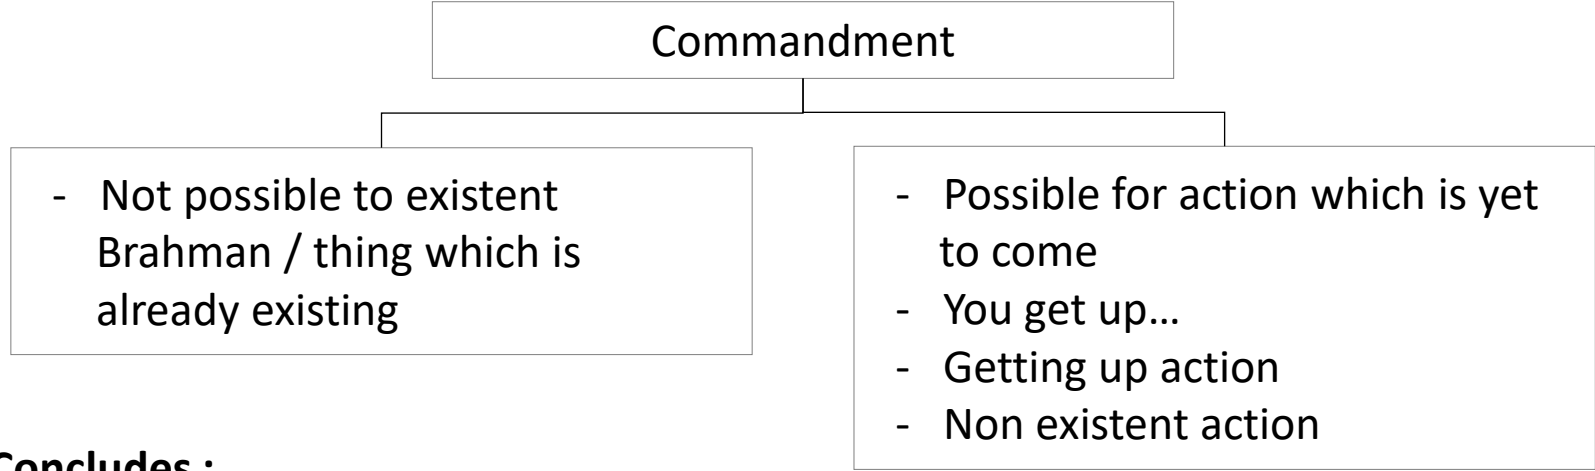 Commandment
- Not possible to existent
Brahman / thing which is
already existing
- Possible for action which is yet
to come
- You get up…
- Getting up action
- Non existent action
Concludes :